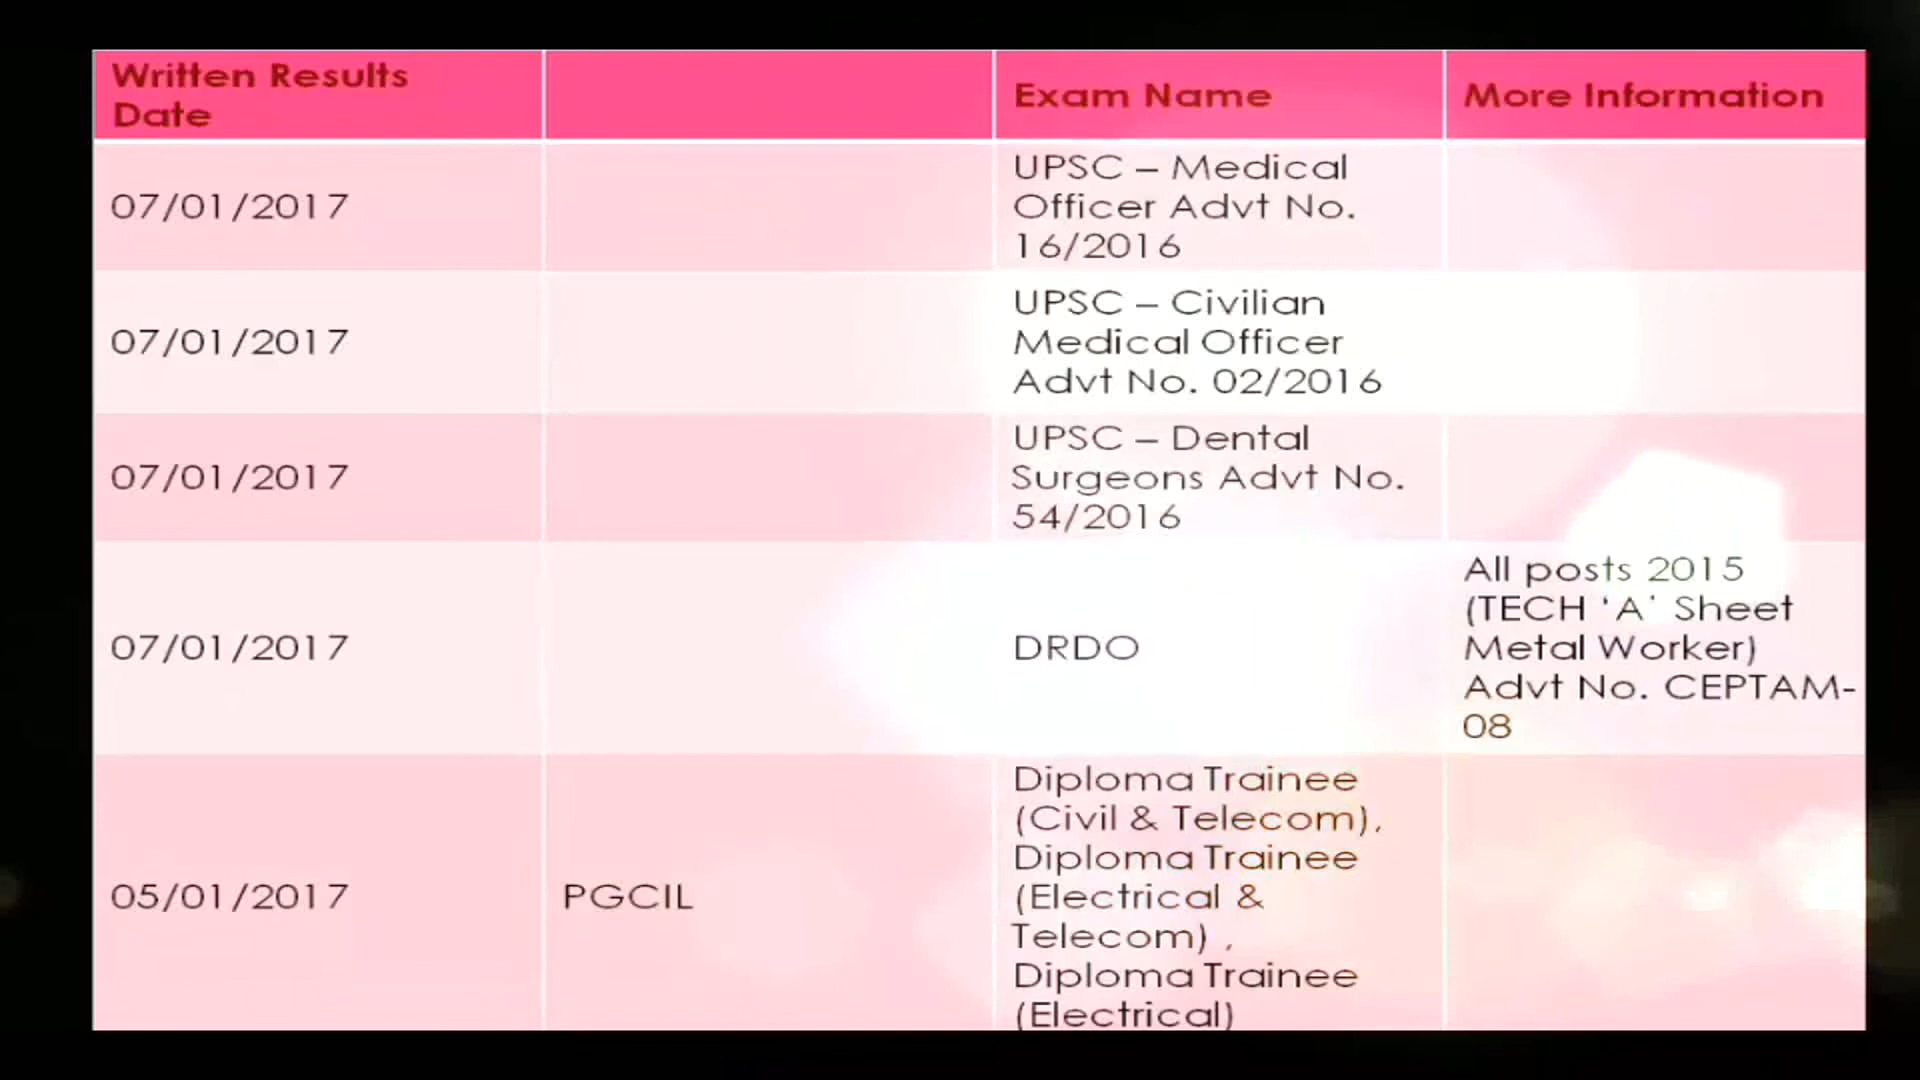 Written Results
Date
Exam Name
More Information
07/01/2017
UPSC – Medical
Officer Advt No.
16/2016
07/01/2017
UPSC – Civilian
Medical Officer
Advt No. 02/2016
07/01/2017
UPSC – Dental
Surgeons Advt No.
54/2016
07/01/2017
DRDO
All posts 2015
(TECH ‘A’ Sheet
Metal Worker)
Advt No. CEPTAM-
08
05/01/2017
PGCIL
Diploma Trainee
(Civil & Telecom),
Diploma Trainee
(Electrical &
Telecom) ,
Diploma Trainee
(Electrical)